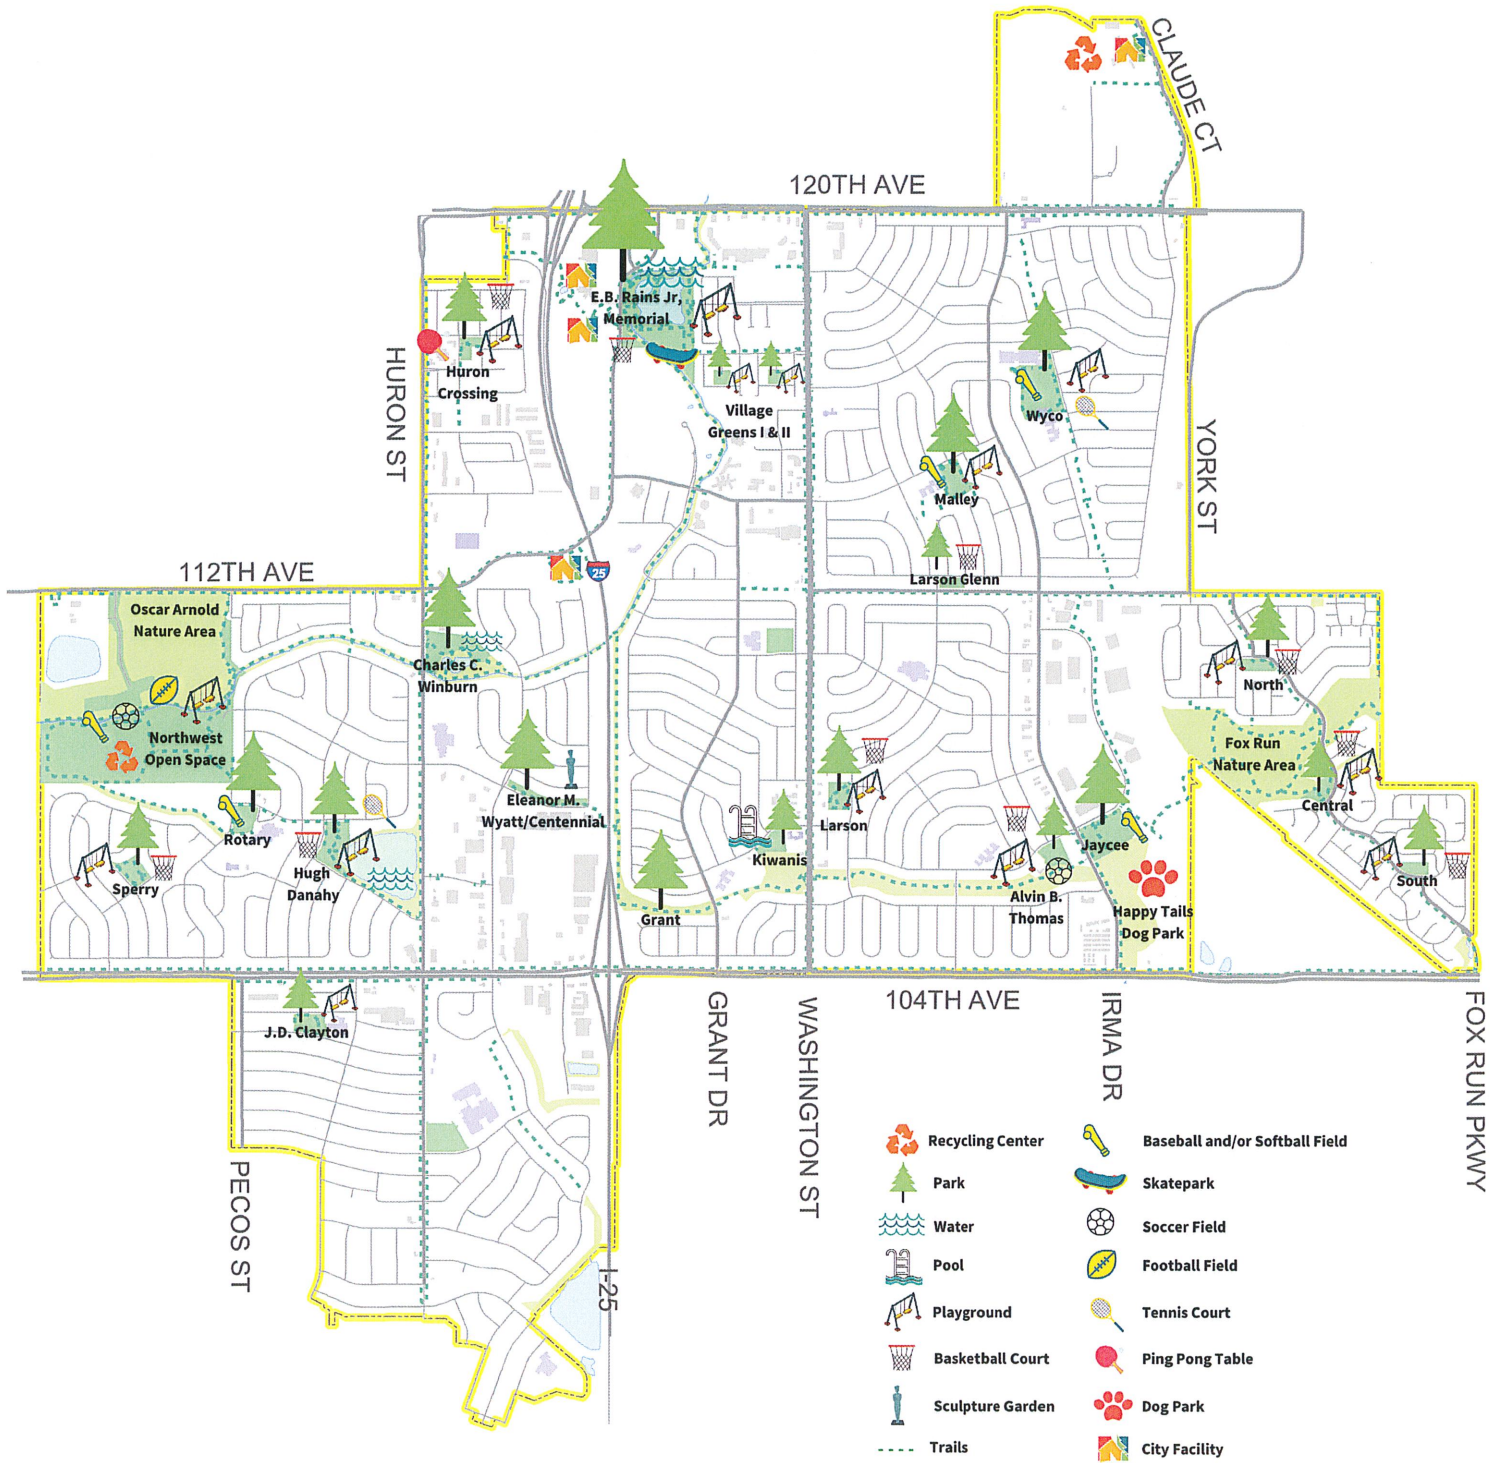 CLAUDE CT
120TH AVE
E.B. Rains Jr,
Memorial
HURON ST
Huron
Crossing
Village
Greens I & II
Wyco
YORK ST
Malley
Larson Glenn
112TH AVE
25
Oscar Arnold
Nature Area
Charles C.
Winburn
North
Northwest
Open Space
Fox Run
Nature Area
Eleanor M.
Wyatt/Centennial
Central
Larson
Rotary
Jaycee
Kiwanis
Hugh
Danahy
Sperry
South
Alvin B.
Thomas
Happy Tails
Dog Park
Grant
J.D. Clayton
GRANT DR
WASHINGTON ST
104TH AVE
IRMA DR
FOX RUN PKWY
PECOS ST
I-25
Recycling Center
Park
Water
Pool
Playground
Basketball Court
Sculpture Garden
Trails
Baseball and/or Softball Field
Skatepark
Soccer Field
Football Field
Tennis Court
Ping Pong Table
Dog Park
City Facility